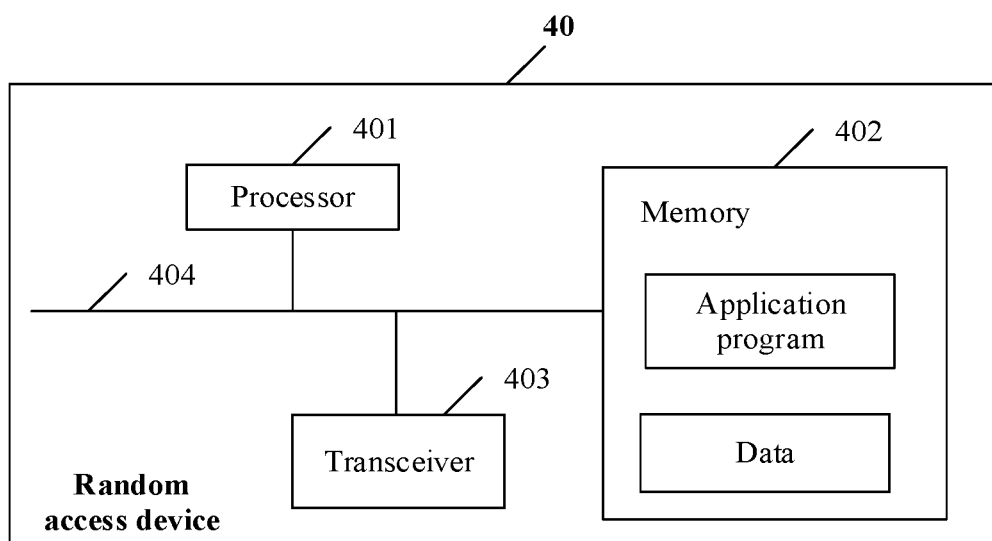 40
401
Processor
402
Memory
404
Application
program
403
Transceiver
Data
Random
access device